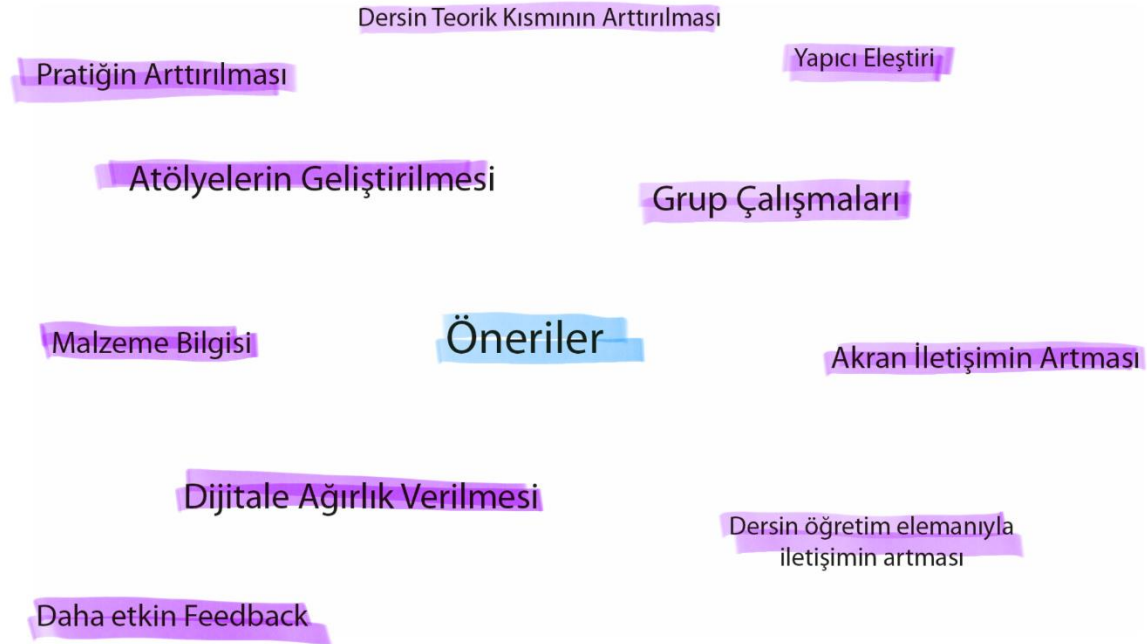 Dersin Teorik Kısmının Arttırılması
Yapıcı Eleştiri
Pratiğin Arttırılması
Atölyelerin Geliştirilmesi
Grup Çalışmaları
Malzeme Bilgisi
Öneriler
Akran İletişimin Artması
Dijitale Ağırlık Verilmesi
Dersin öğretim elemanıyla
iletişimin artması
Daha etkin Feedback